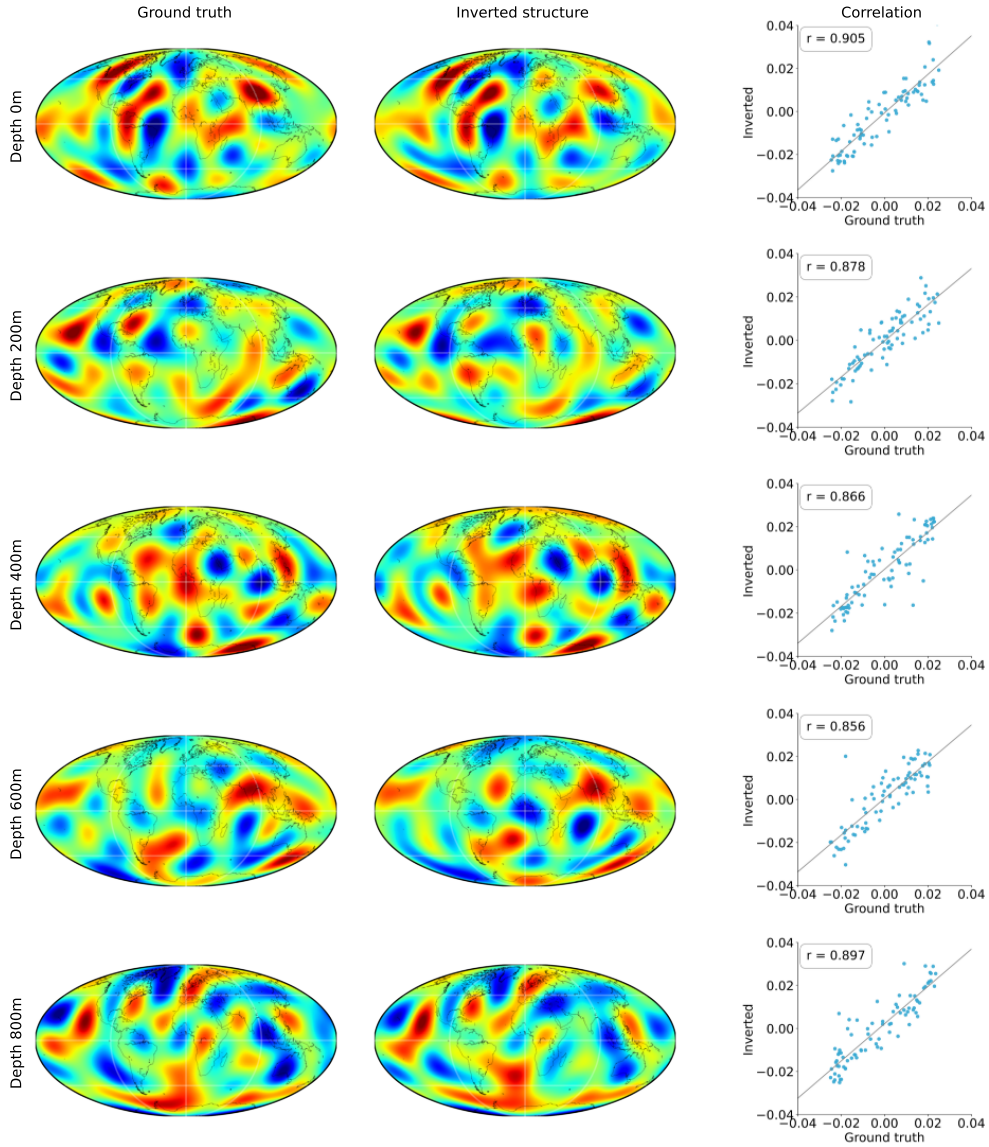 Ground truth
Inverted structure
Correlation
Depth 0m
0.04
0.02
0.00
−0.02
−0.04
Inverted
r = 0.905
−0.04 −0.02 0.00 0.02 0.04
Ground truth
Depth 200m
0.04
0.02
0.00
−0.02
−0.04
Inverted
r = 0.878
−0.04 −0.02 0.00 0.02 0.04
Ground truth
Depth 400m
0.04
0.02
0.00
−0.02
−0.04
Inverted
r = 0.866
−0.04 −0.02 0.00 0.02 0.04
Ground truth
Depth 600m
0.04
0.02
0.00
−0.02
−0.04
Inverted
r = 0.856
−0.04 −0.02 0.00 0.02 0.04
Ground truth
Depth 800m
0.04
0.02
0.00
−0.02
−0.04
Inverted
r = 0.897
−0.04 −0.02 0.00 0.02 0.04
Ground truth